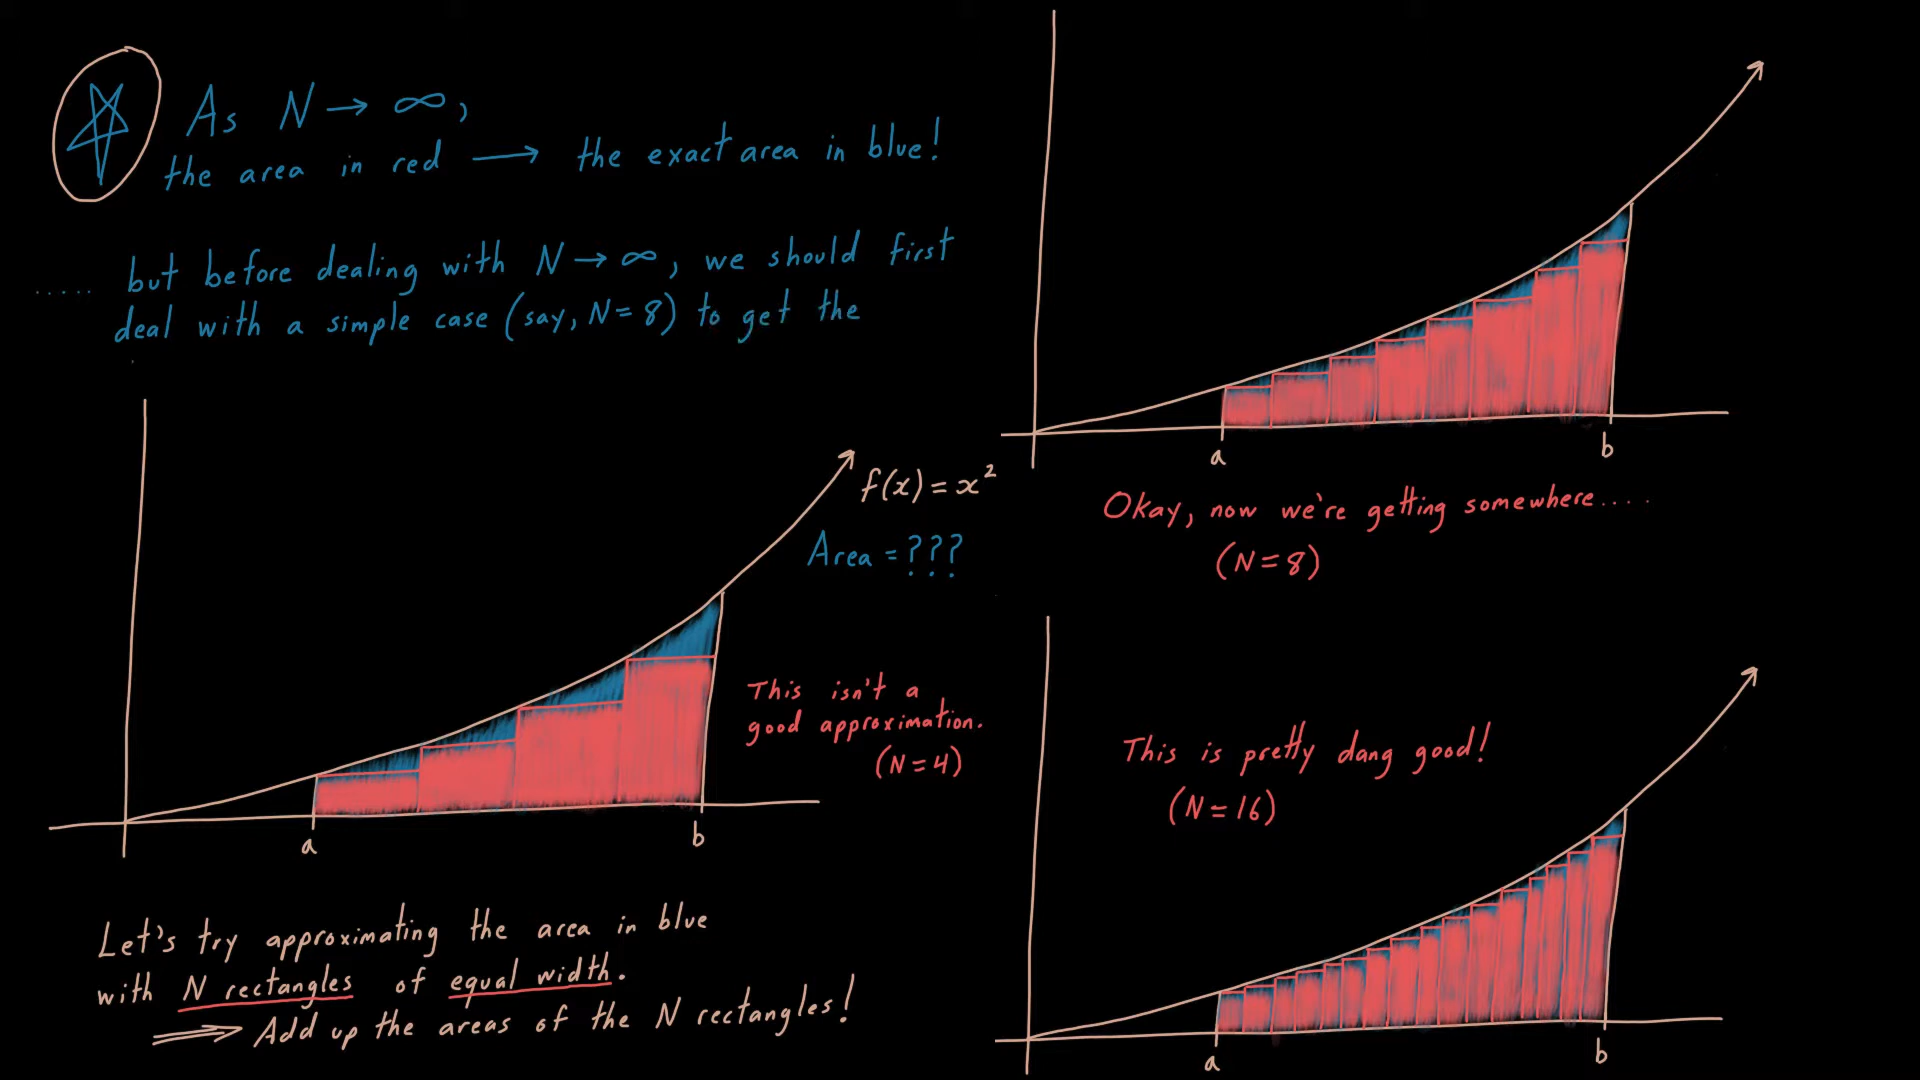 As N → ∞,
the area in red → the exact area in blue!
..... but before dealing with N → ∞, we should first
deal with a simple case (say, N = 8) to get the
f(x) = x²
Area = ???
This isn't a
good approximation.
(N = 4)
a
b
Let's try approximating the area in blue
with N rectangles of equal width.
⟹ Add up the areas of the N rectangles!
a
b
Okay, now we're getting somewhere....
(N = 8)
This is pretty dang good!
(N = 16)
a
b